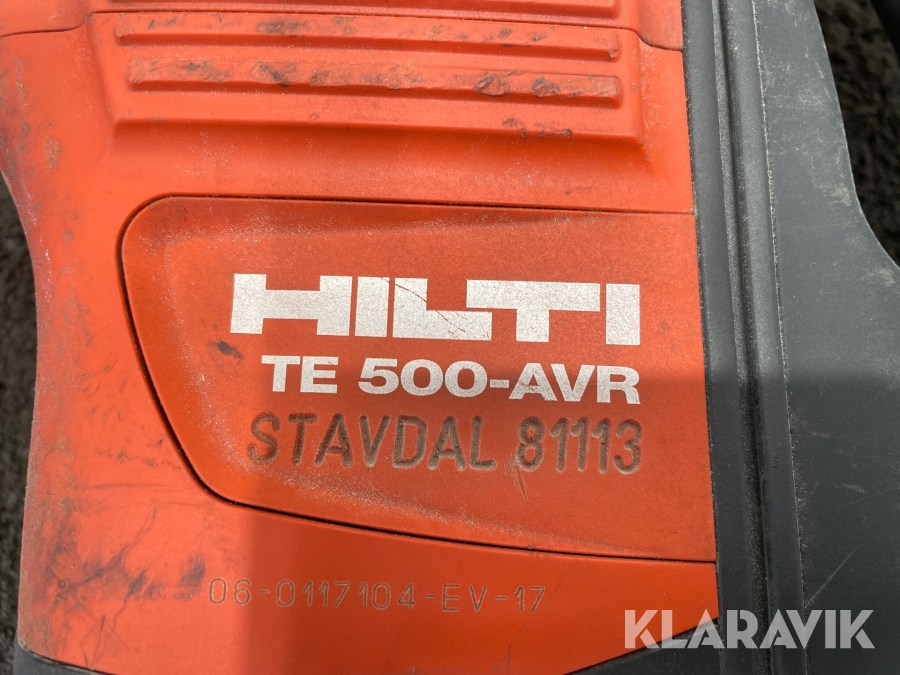 HILTI
TE 500-AVR
STAVDAL 81113
06-0117104-EV-17
KLARAVIK